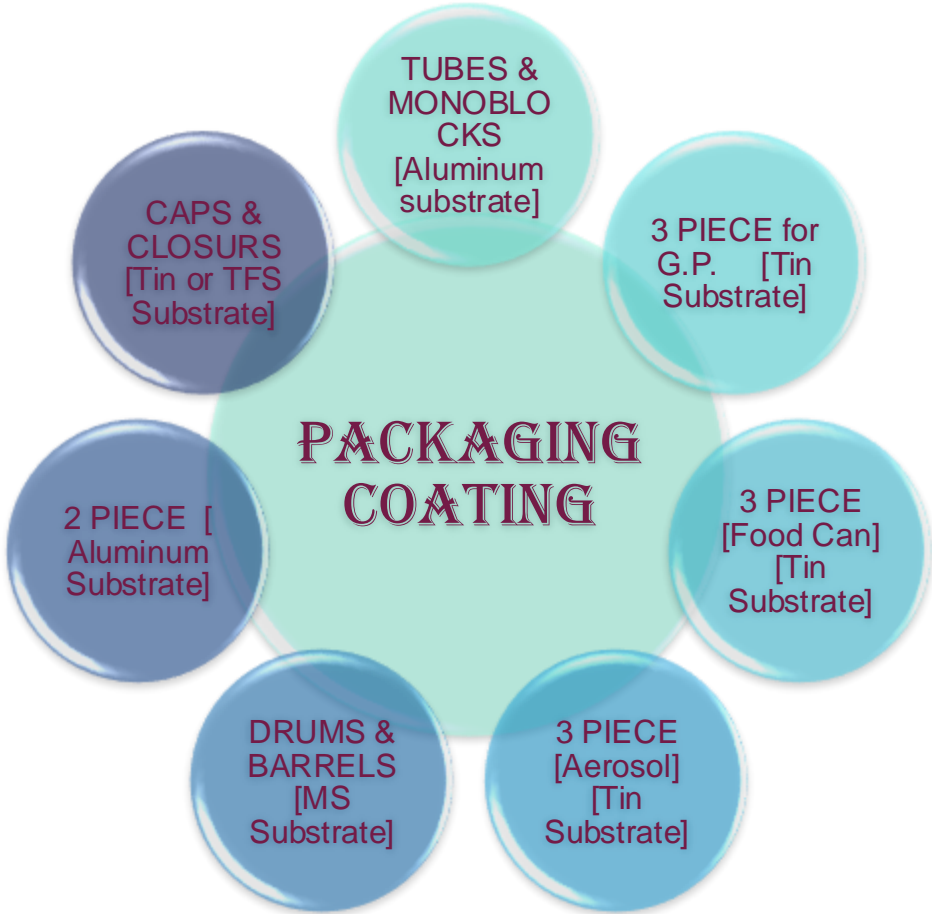 TUBES &
MONOBLO
CKS
[Aluminum
substrate]
3 PIECE for
G.P. [Tin
Substrate]
3 PIECE
[Food Can]
[Tin
Substrate]
3 PIECE
[Aerosol]
[Tin
Substrate]
DRUMS &
BARRELS
[MS
Substrate]
2 PIECE [
Aluminum
Substrate]
CAPS &
CLOSURS
[Tin or TFS
Substrate]
PACKAGING
COATING